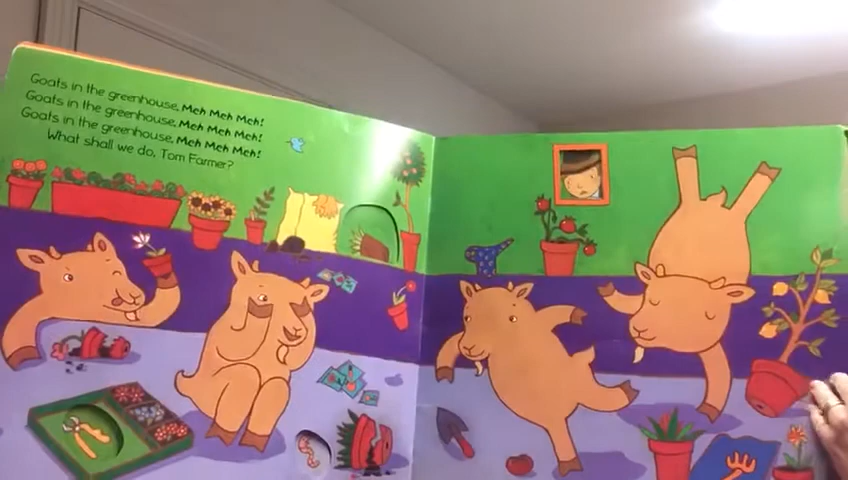 Goats in the greenhouse, Meh Meh Meh!
Goats in the greenhouse, Meh Meh Meh!
Goats in the greenhouse, Meh Meh Meh!
What shall we do, Tom Farmer?